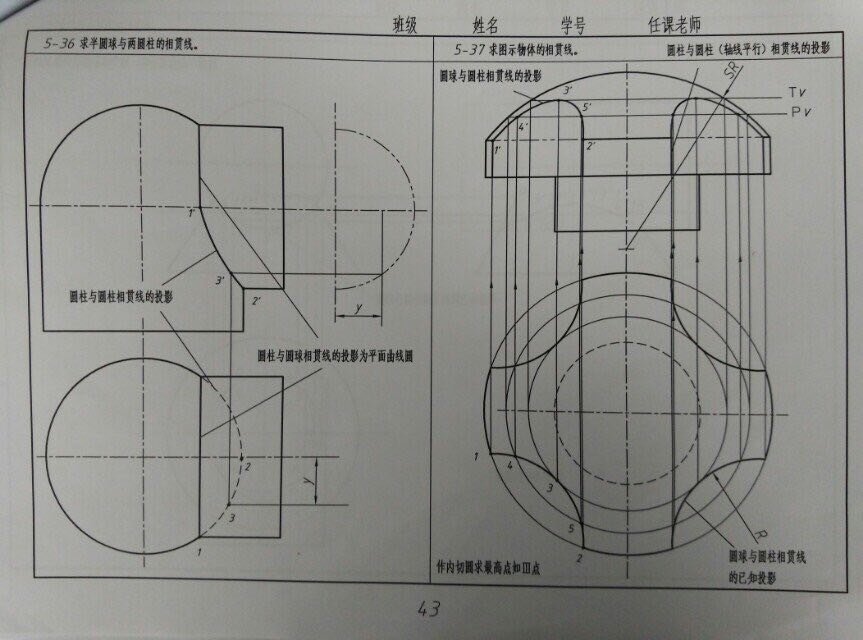 班级 姓名 学号 任课老师
5-36 求半圆球与两圆柱的相贯线。
1'
3'
2'
y
圆柱与圆柱相贯线的投影
圆柱与圆球相贯线的投影为平面曲线圆
2
y
3
1
5-37 求图示物体的相贯线。
圆柱与圆柱（轴线平行）相贯线的投影
圆球与圆柱相贯线的投影
SR
3'
Tv
5'
Pv
4'
1'
2'
1
4
3
5
2
R
圆球与圆柱相贯线
的已知投影
作内切圆求最高点如Ⅲ点
43